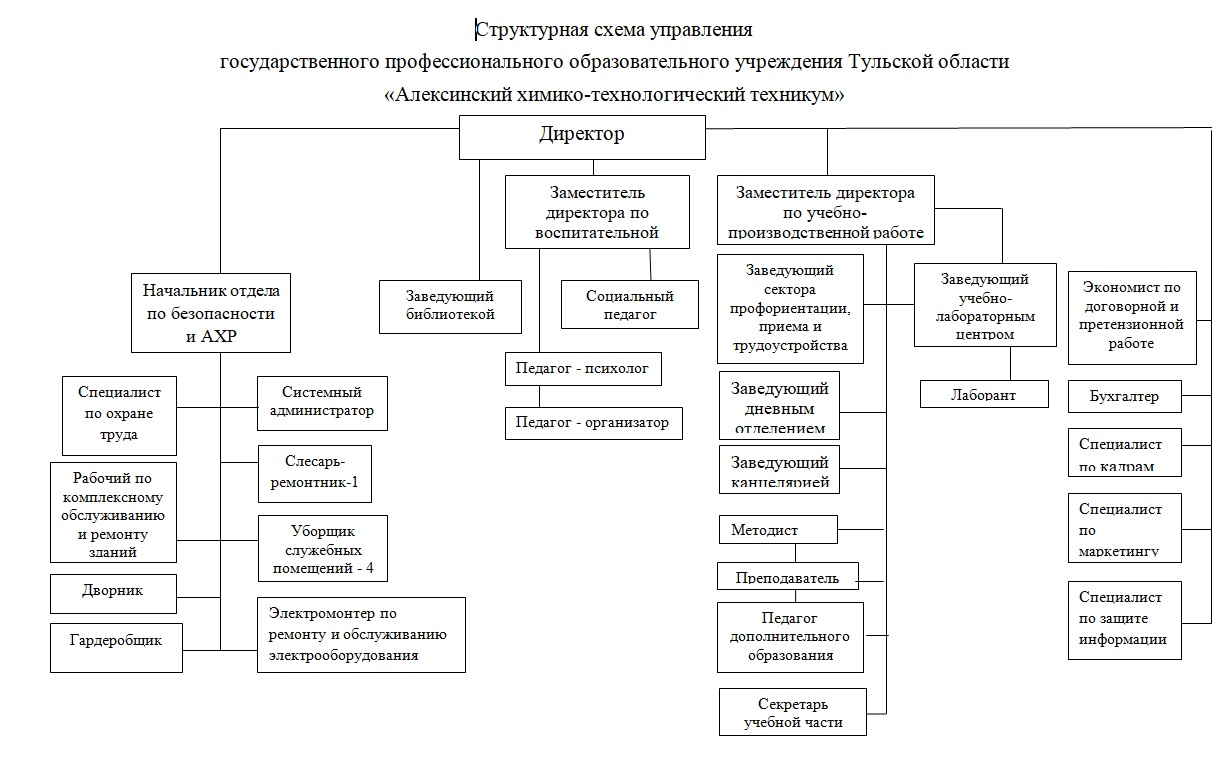 Структурная схема управления
государственного профессионального образовательного учреждения Тульской области
«Алексинский химико-технологический техникум»
Директор
Заместитель
директора по
воспитательной
Заместитель директора
по учебно-
производственной работе
Начальник отдела
по безопасности
и АХР
Заведующий
библиотекой
Социальный
педагог
Заведующий
сектора
профориентации,
приема и
трудоустройства
Заведующий
учебно-
лабораторным
центром
Экономист по
договорной и
претензионной
работе
Педагог - психолог
Педагог - организатор
Специалист
по охране
труда
Системный
администратор
Заведующий
дневным
отделением
Лаборант
Бухгалтер
Слесарь-
ремонтник-1
Заведующий
канцелярией
Специалист
по кадрам
Рабочий по
комплексному
обслуживанию
и ремонту
зданий
Уборщик
служебных
помещений - 4
Методист
Специалист
по
маркетингу
Дворник
Преподаватель
Электромонтер по
ремонту и обслуживанию
электрооборудования
Педагог
дополнительного
образования
Специалист
по защите
информации
Гардеробщик
Секретарь
учебной части